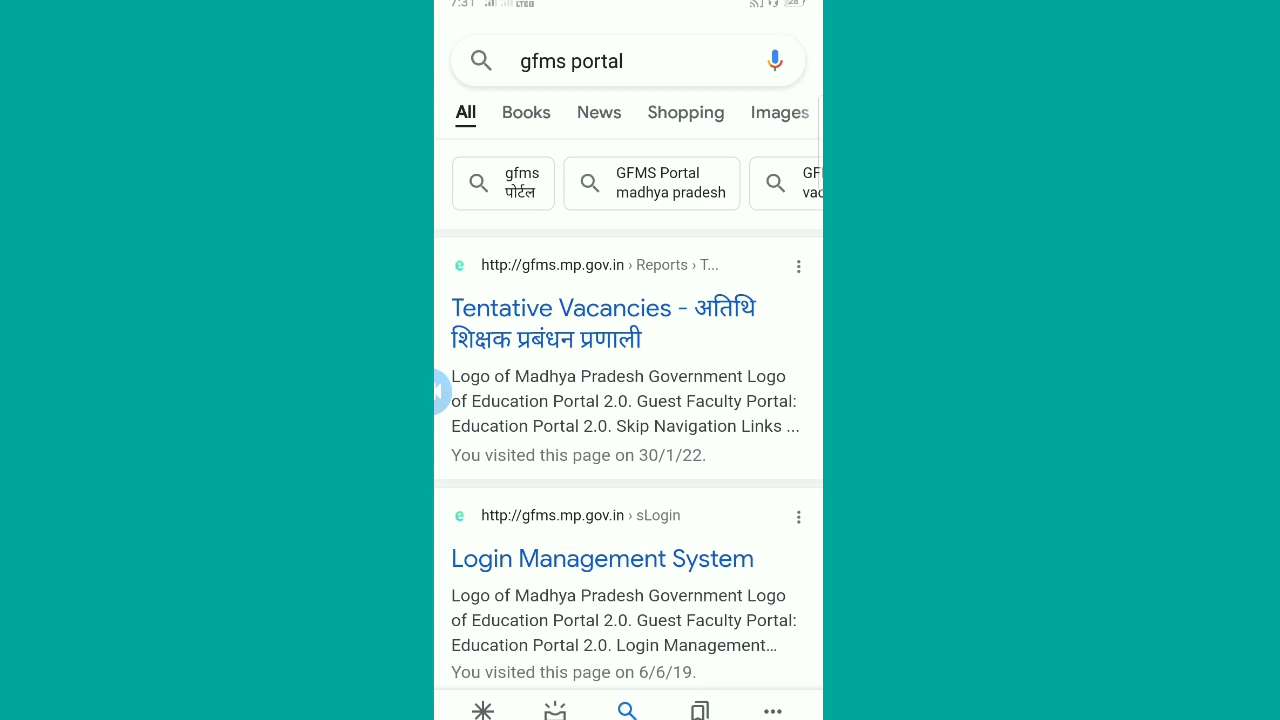 7:31
gfms portal
All Books News Shopping Images
gfms
पोर्टल
GFMS Portal
madhya pradesh
http://gfms.mp.gov.in › Reports › T...
Tentative Vacancies - अतिथि
शिक्षक प्रबंधन प्रणाली
Logo of Madhya Pradesh Government Logo
of Education Portal 2.0. Guest Faculty Portal:
Education Portal 2.0. Skip Navigation Links ...
You visited this page on 30/1/22.
http://gfms.mp.gov.in › sLogin
Login Management System
Logo of Madhya Pradesh Government Logo
of Education Portal 2.0. Guest Faculty Portal:
Education Portal 2.0. Login Management...
You visited this page on 6/6/19.